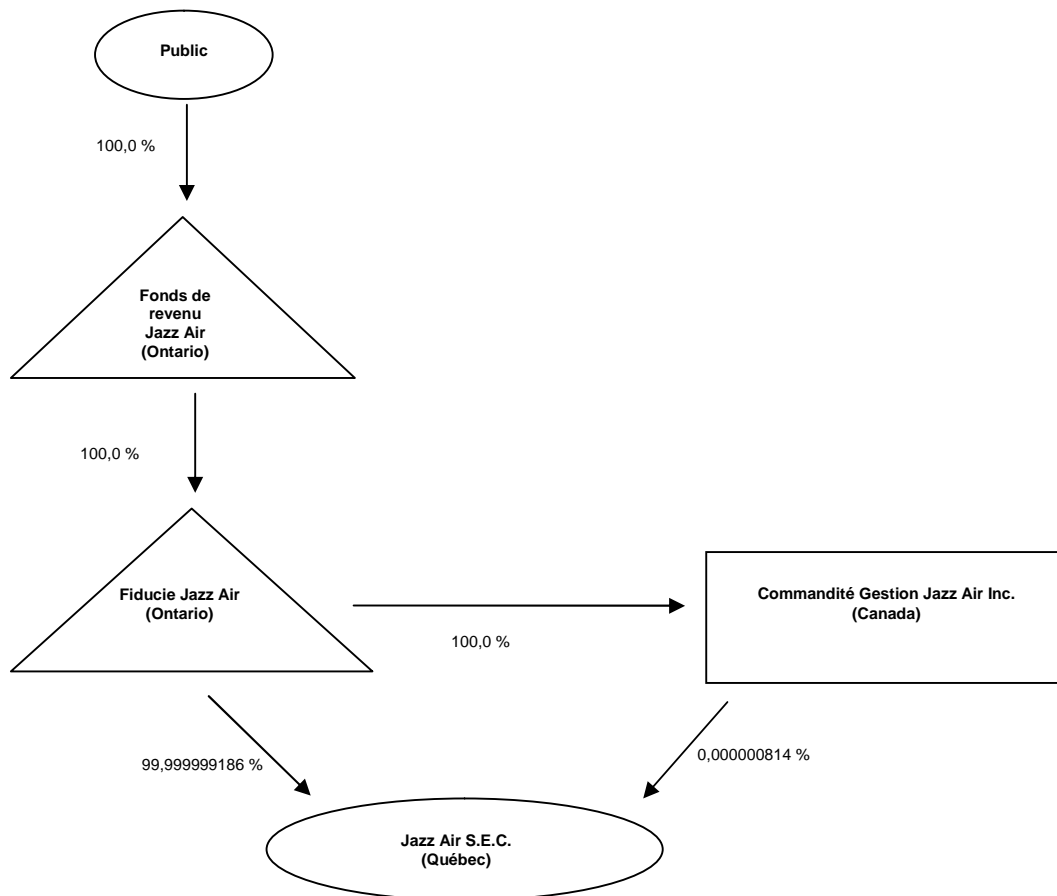 Public
100,0 %
Fonds de
revenu
Jazz Air
(Ontario)
100,0 %
Fiducie Jazz Air
(Ontario)
Commandité Gestion Jazz Air Inc.
(Canada)
100,0 %
99,999999186 %
0,000000814 %
Jazz Air S.E.C.
(Québec)